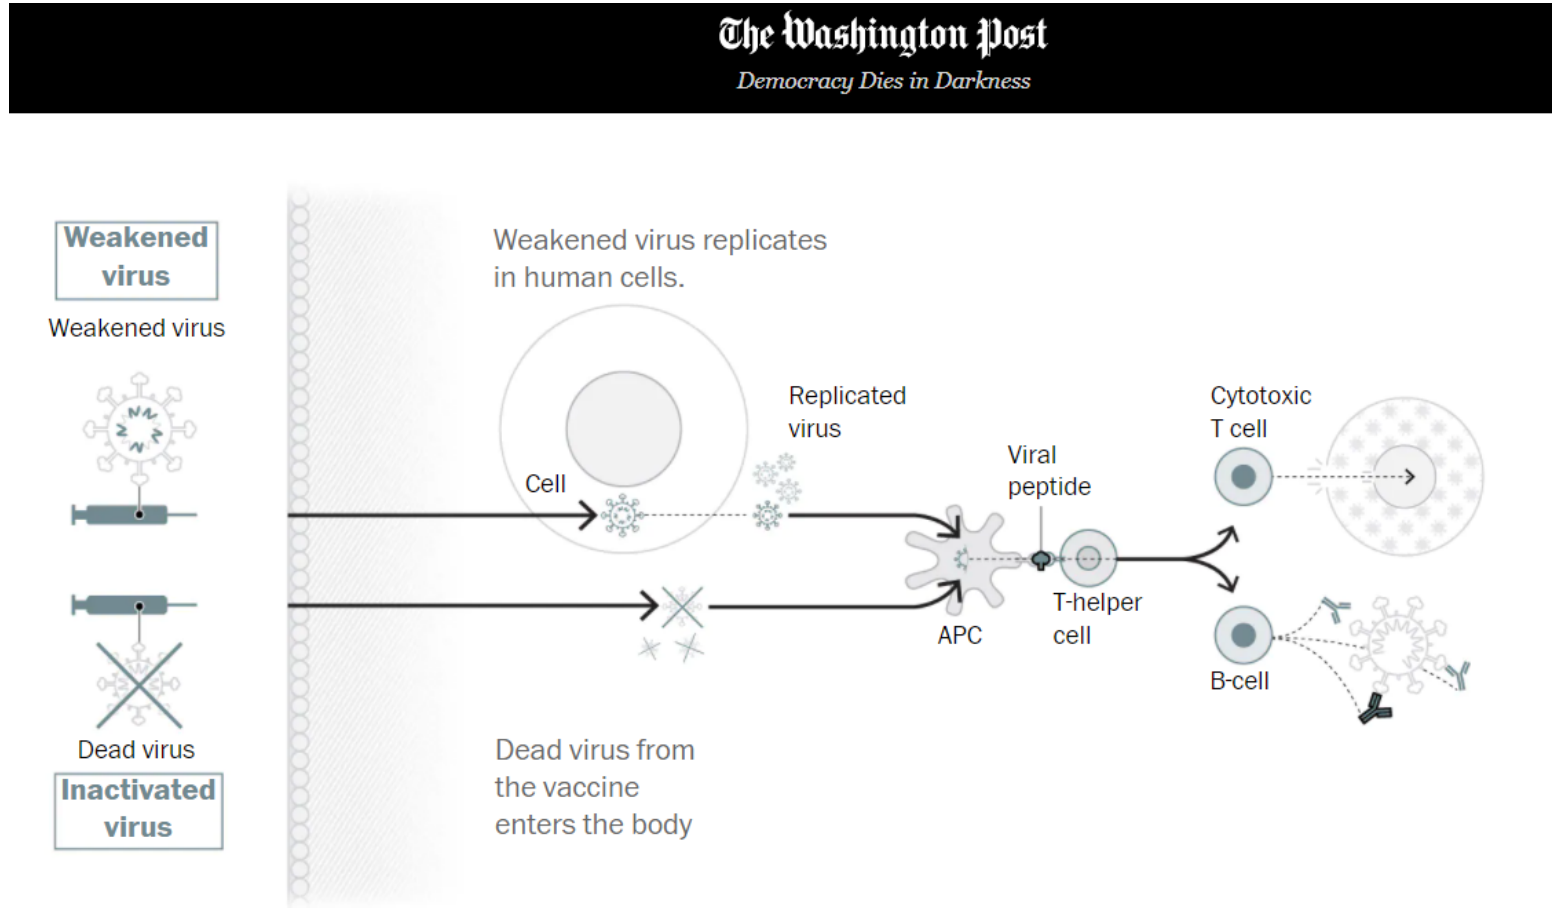 The Washington Post
Democracy Dies in Darkness
Weakened
virus
Weakened virus
Weakened virus replicates
in human cells.
Cell
Replicated
virus
Viral
peptide
Cytotoxic
T cell
APC
T-helper
cell
B-cell
Dead virus
Inactivated
virus
Dead virus from
the vaccine
enters the body